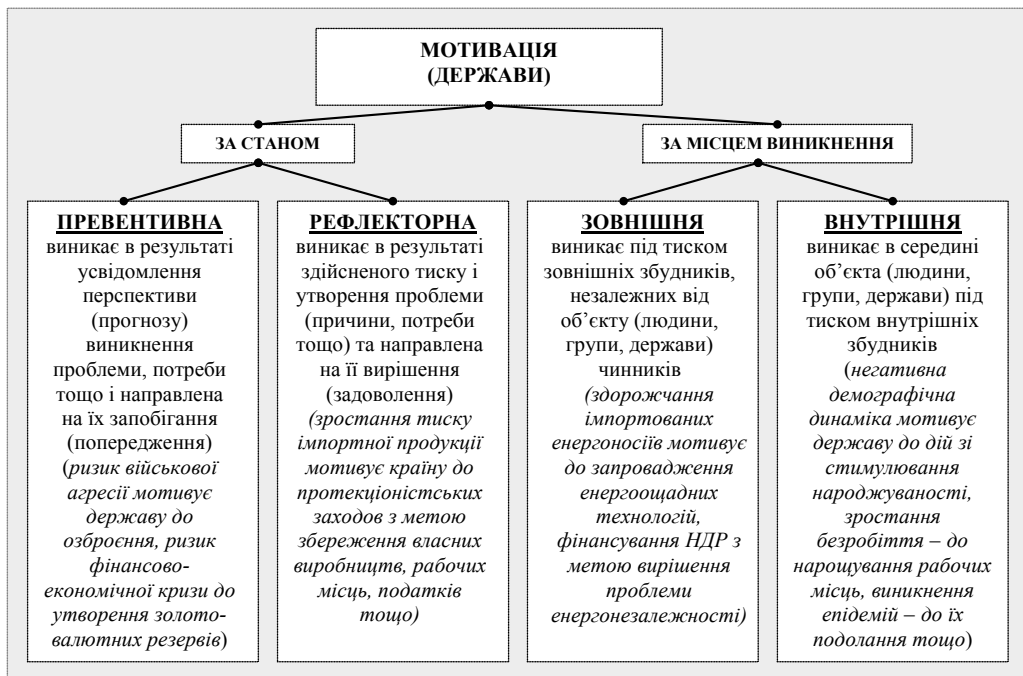 МОТИВАЦІЯ
(ДЕРЖАВИ)
ЗА СТАНОМ
ЗА МІСЦЕМ ВИНИКНЕННЯ
ПРЕВЕНТИВНА
виникає в результаті
усвідомлення
перспективи
(прогнозу)
виникнення
проблеми, потреби
тощо і направлена
на їх запобігання
(попередження)
(ризик військової
агресії мотивує
державу до
озброєння, ризик
фінансово-
економічної кризи до
утворення золото-
валютних резервів)
РЕФЛЕКТОРНА
виникає в результаті
здійсненого тиску і
утворення проблеми
(причини, потреби
тощо) та направлена
на її вирішення
(задоволення)
(зростання тиску
імпортної продукції
мотивує країну до
протекціоністських
заходов з метою
збереження власних
виробництв, рабочих
місць, податків
тощо)
ЗОВНІШНЯ
виникає під тиском
зовнішніх збудників,
незалежних від
об’єкту (людини,
групи, держави)
чинників
(здорожчання
імпортованих
енергоносіїв мотивує
до запровадження
енергоощадних
технологій,
фінансування НДР з
метою вирішення
проблеми
енергонезалежності)
ВНУТРІШНЯ
виникає в середині
об’єкта (людини,
групи, держави) під
тиском внутрішніх
збудників
(негативна
демографічна
динаміка мотивує
державу до дій зі
стимулювання
народжуваності,
зростання
безробіття – до
нарощування рабочих
місць, виникнення
епідемій – до їх
подолання тощо)